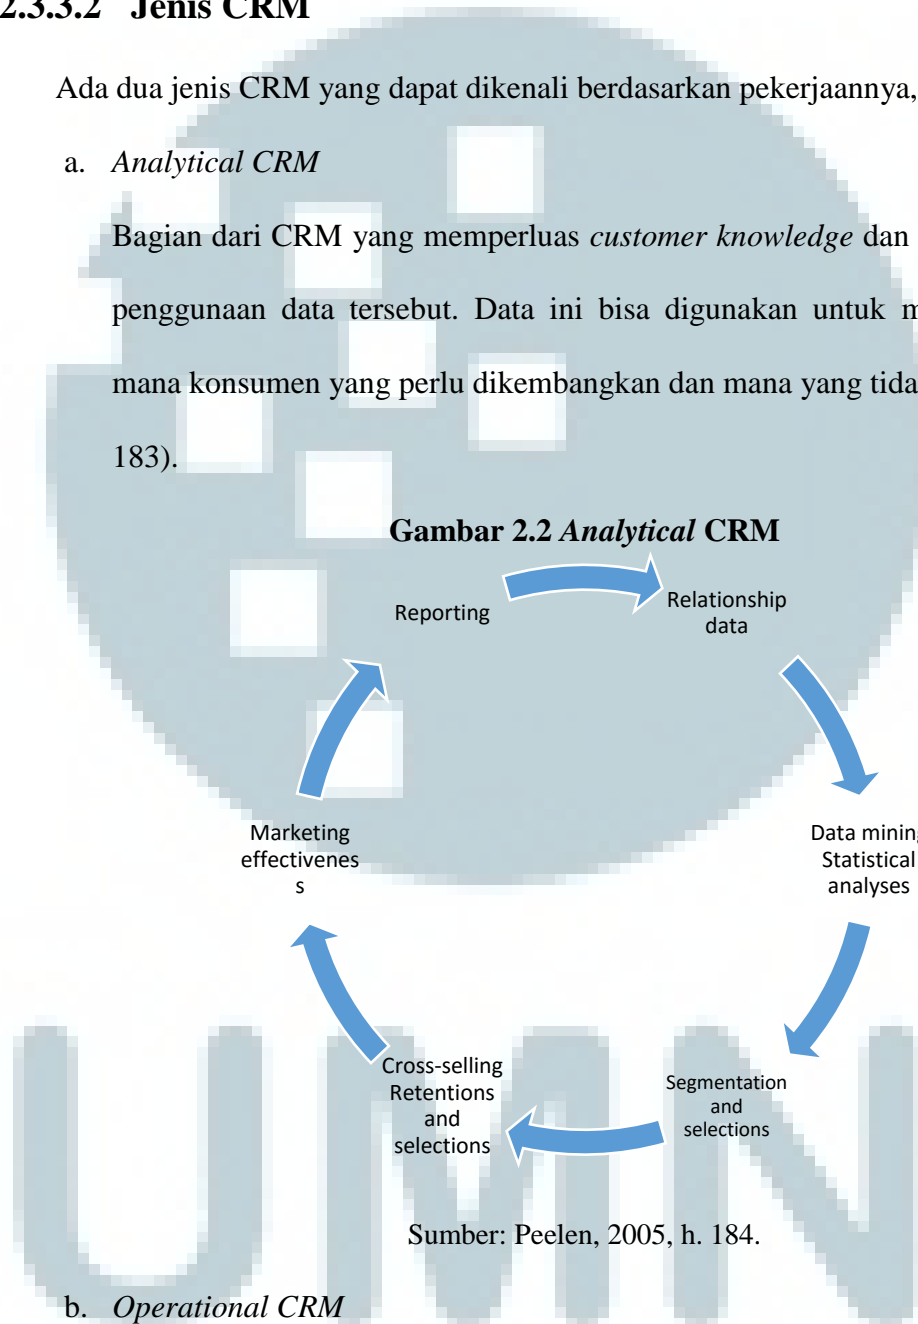 2.3.3.2 Jenis CRM
Ada dua jenis CRM yang dapat dikenali berdasarkan pekerjaannya,
a. Analytical CRM
Bagian dari CRM yang memperluas customer knowledge dan
penggunaan data tersebut. Data ini bisa digunakan untuk m
mana konsumen yang perlu dikembangkan dan mana yang tida
183).
Gambar 2.2 Analytical CRM
Reporting
Relationship
data
Data mining
Statistical
analyses
Segmentation
and
selections
Cross-selling
Retentions
and
selections
Marketing
effectivenes
s
Sumber: Peelen, 2005, h. 184.
b. Operational CRM
UMN